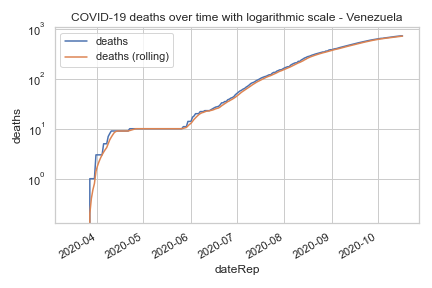 COVID-19 deaths over time with logarithmic scale - Venezuela
deaths
deaths (rolling)
10³
10²
10¹
10⁰
deaths
2020-04
2020-05
2020-06
2020-07
2020-08
2020-09
2020-10
dateRep